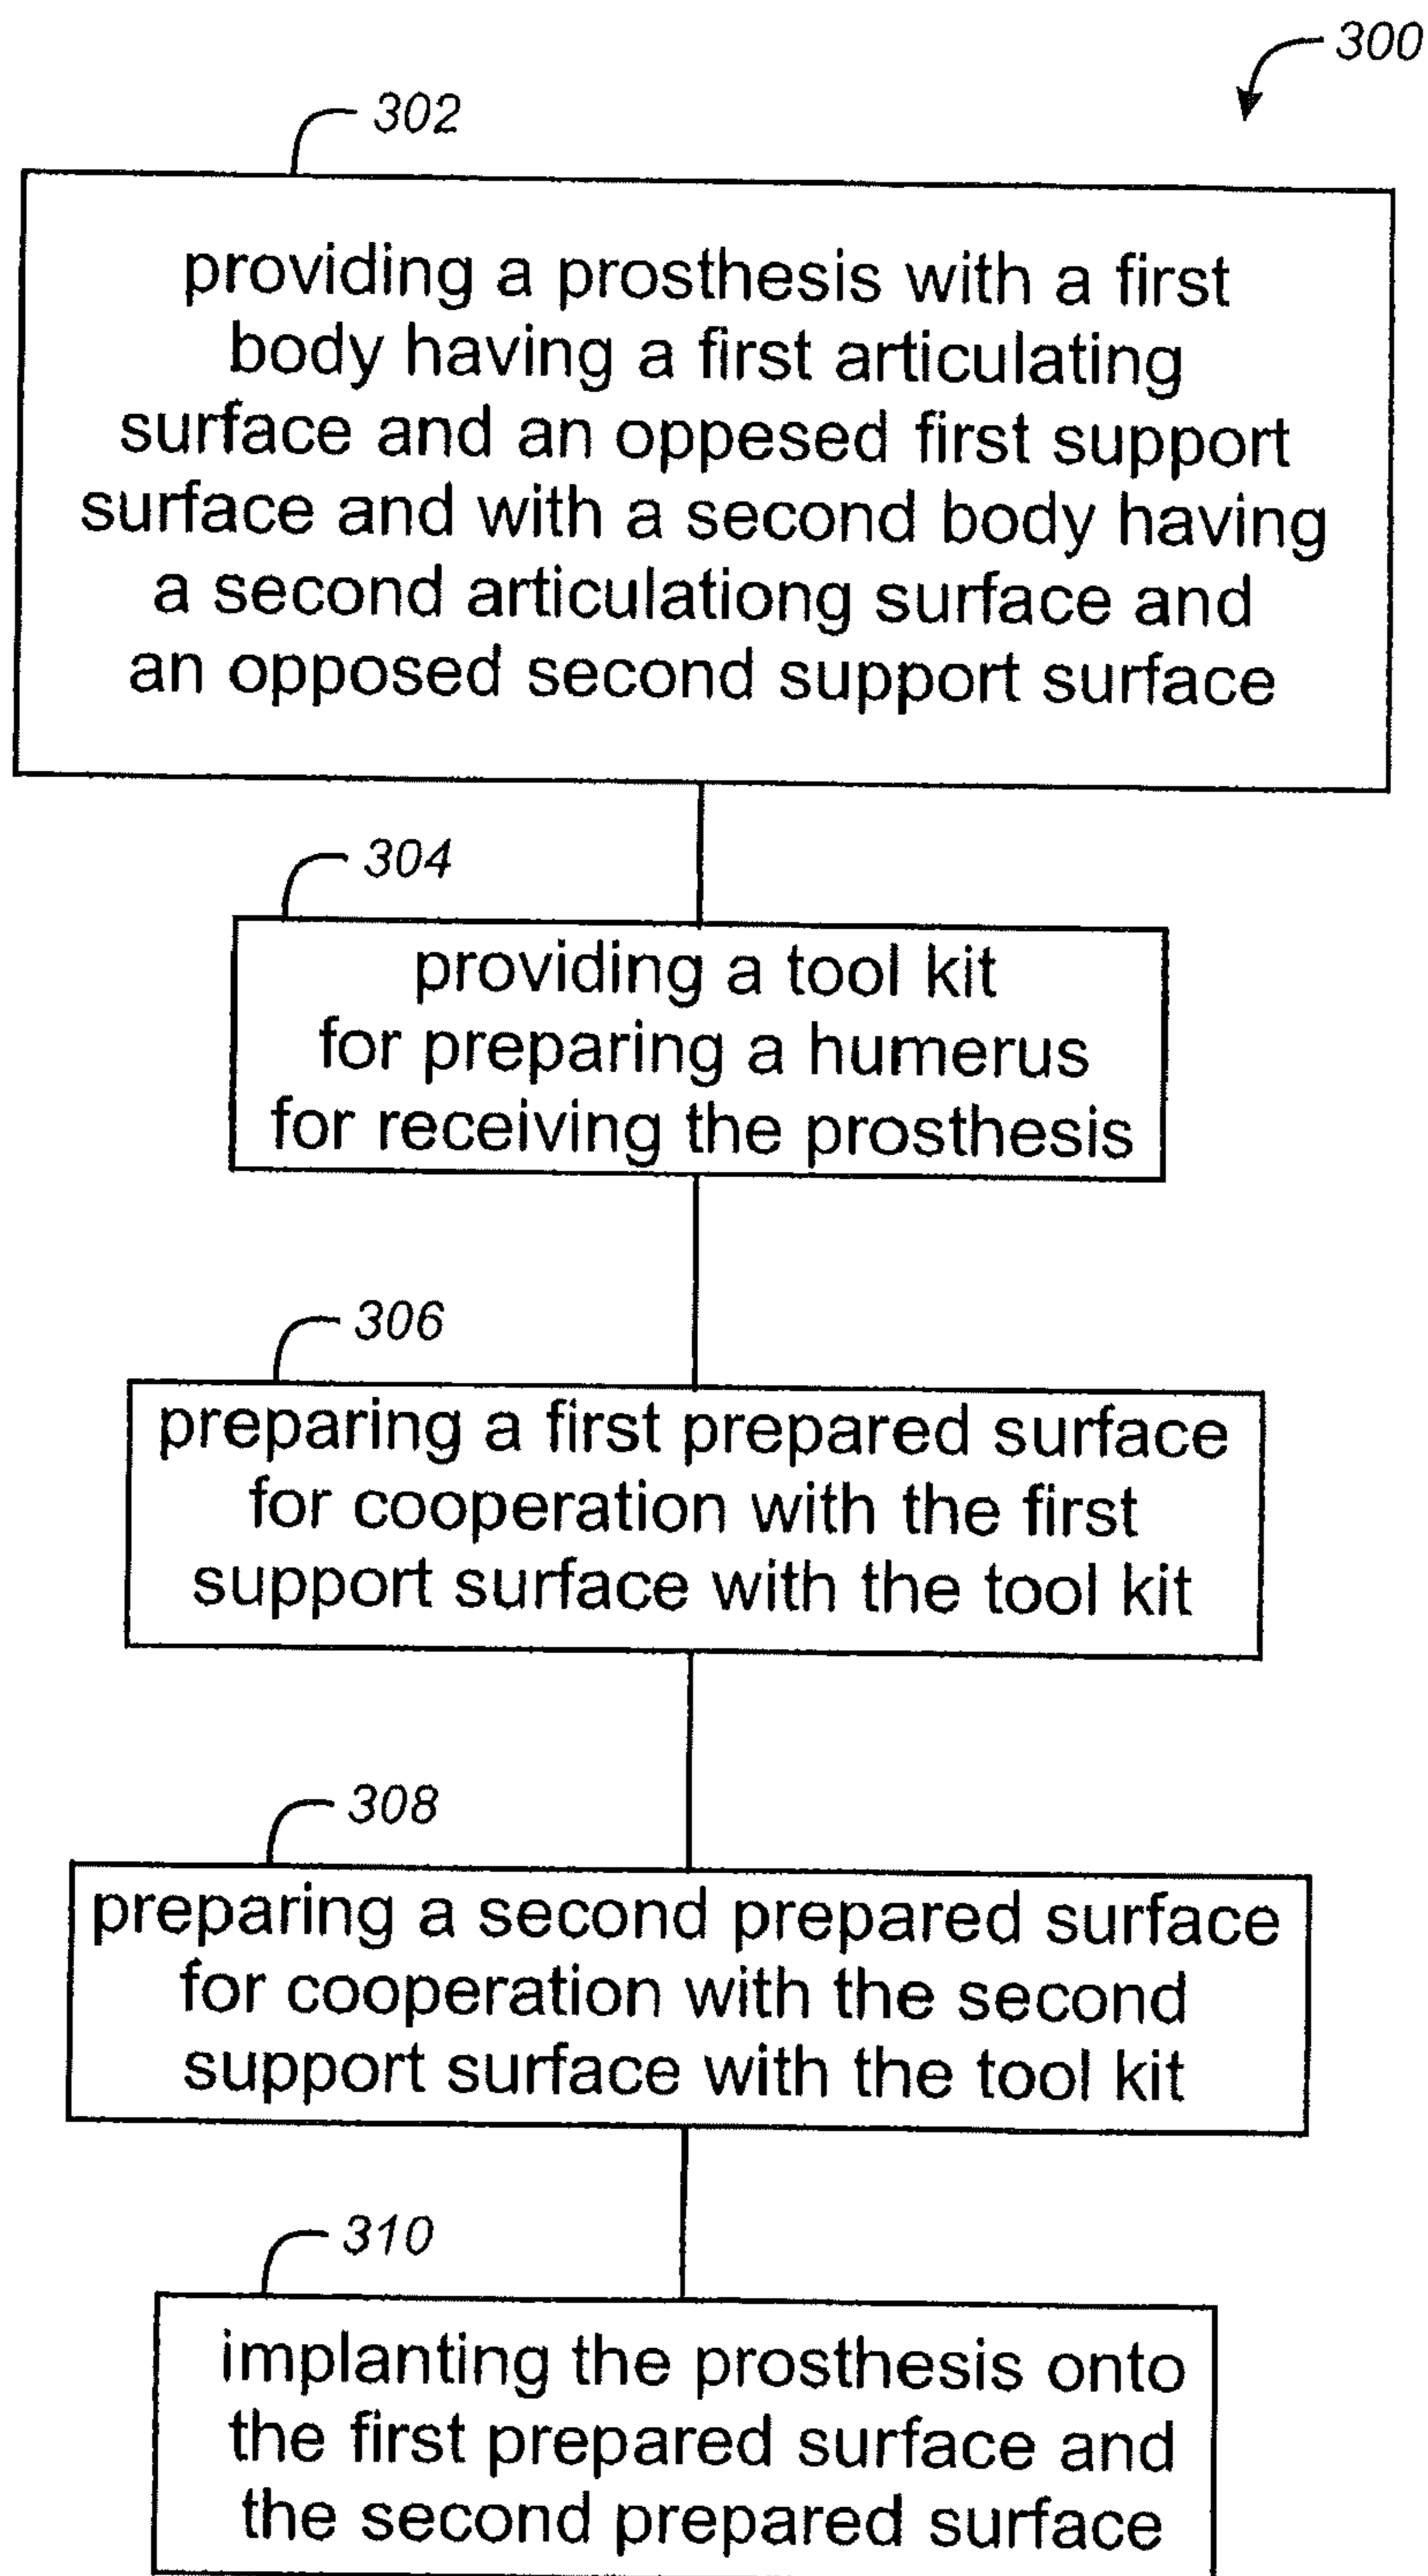 300
302
providing a prosthesis with a first
body having a first articulating
surface and an oppesed first support
surface and with a second body having
a second articulationg surface and
an opposed second support surface
304
providing a tool kit
for preparing a humerus
for receiving the prosthesis
306
preparing a first prepared surface
for cooperation with the first
support surface with the tool kit
308
preparing a second prepared surface
for cooperation with the second
support surface with the tool kit
310
implanting the prosthesis onto
the first prepared surface and
the second prepared surface